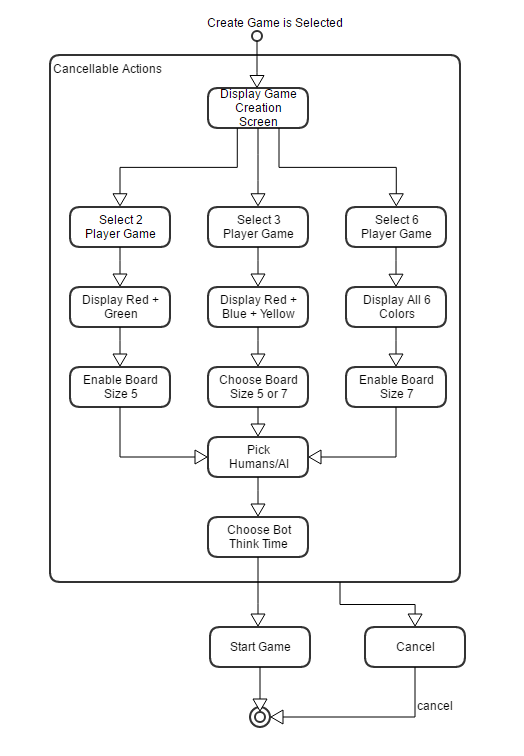 Create Game is Selected
Cancellable Actions
Display Game
Creation
Screen
Select 2
Player Game
Select 3
Player Game
Select 6
Player Game
Display Red +
Green
Display Red +
Blue + Yellow
Display All 6
Colors
Enable Board
Size 5
Choose Board
Size 5 or 7
Enable Board
Size 7
Pick
Humans/AI
Choose Bot
Think Time
Start Game
Cancel
cancel